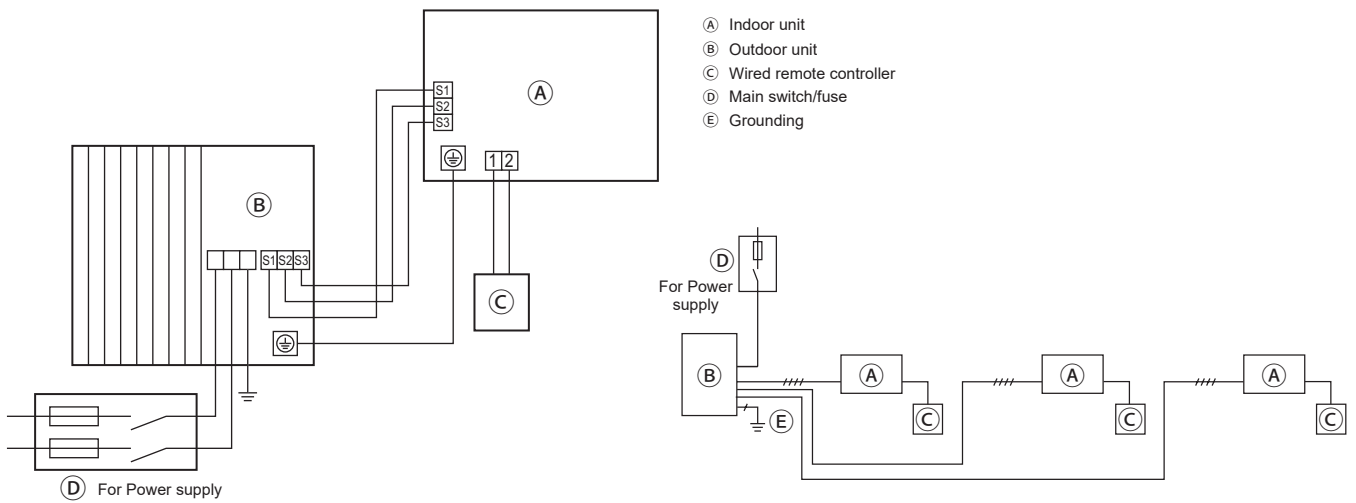 Ⓐ Indoor unit
Ⓑ Outdoor unit
Ⓒ Wired remote controller
Ⓓ Main switch/fuse
Ⓔ Grounding
Ⓐ
S1
S2
S3
1 2
Ⓑ
S1 S2 S3
Ⓒ
Ⓓ For Power supply
Ⓓ
For Power
supply
Ⓑ
Ⓐ
Ⓐ
Ⓐ
Ⓒ
Ⓒ
Ⓒ
Ⓔ